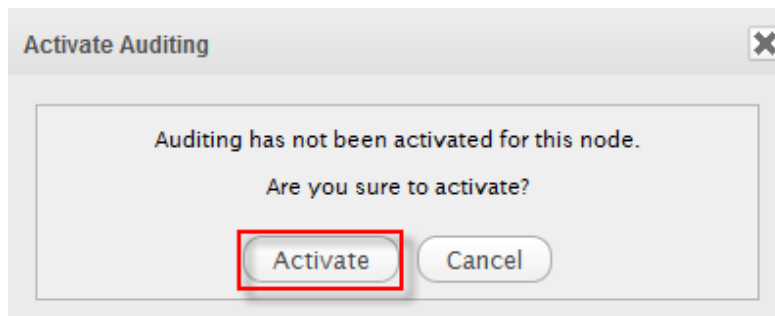 Activate Auditing
Auditing has not been activated for this node.
Are you sure to activate?
Activate Cancel